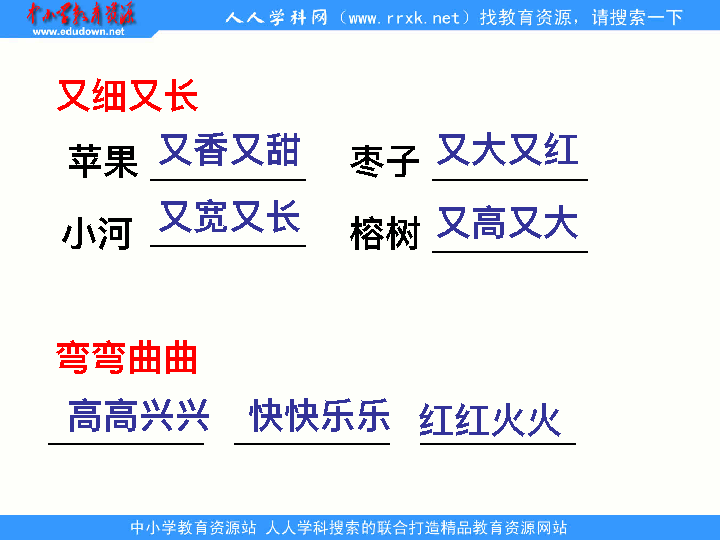 中小学教育资源
www.edudown.net
人人学科网（www.rrxk.net）找教育资源，请搜索一下
又细又长
苹果 又香又甜 枣子 又大又红
小河 又宽又长 榕树 又高又大
弯弯曲曲
高高兴兴 快快乐乐 红红火火
中小学教育资源站 人人学科搜索的联合打造精品教育资源网站